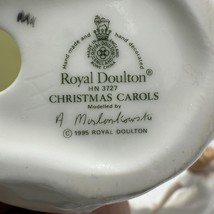 Hand made and hand decorated
Royal Doulton®
HN 3727
CHRISTMAS CAROLS
Modelled by
A Maslankowski
© 1995 ROYAL DOULTON